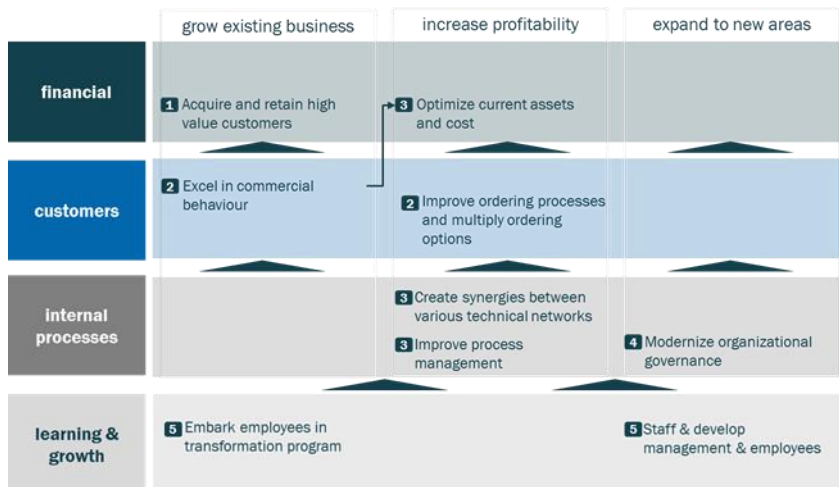 grow existing business
increase profitability
expand to new areas
financial
1 Acquire and retain high
value customers
3 Optimize current assets
and cost
customers
2 Excel in commercial
behaviour
2 Improve ordering processes
and multiply ordering
options
internal
processes
3 Create synergies between
various technical networks
3 Improve process
management
4 Modernize organizational
governance
learning &
growth
5 Embark employees in
transformation program
5 Staff & develop
management & employees